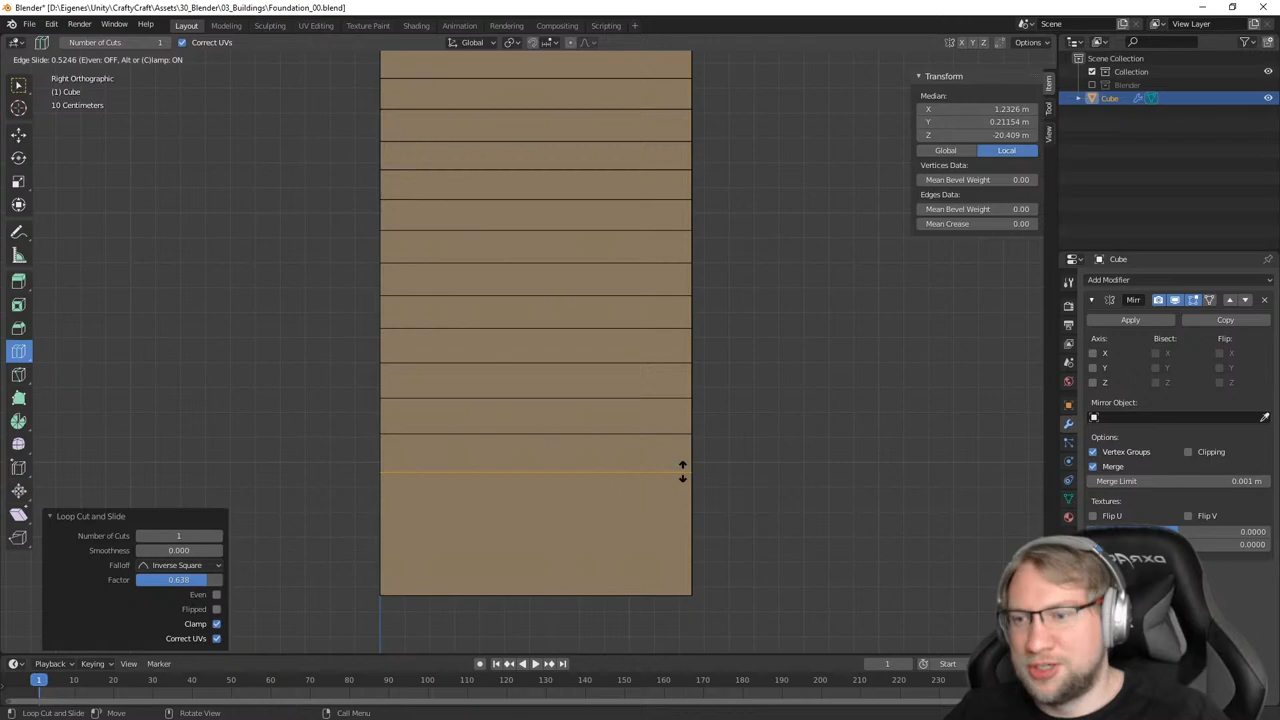 Blender* [D:\Eigenes\Unity\CraftyCraft\Assets\30_Blender\03_Buildings\Foundation_00.blend]
File Edit Render Window Help Layout Modeling Sculpting UV Editing Texture Paint Shading Animation Rendering Compositing Scripting + Scene View Layer
Number of Cuts 1 Correct UVs Global X Y Z Options
Edge Slide: 0.5246 (E)ven: OFF, Alt or (C)lamp: ON
Right Orthographic
(1) Cube
10 Centimeters
Transform
Median:
X 1.2326 m
Y 0.21154 m
Z -20.409 m
Global Local
Vertices Data:
Mean Bevel Weight 0.00
Edges Data:
Mean Bevel Weight 0.00
Mean Crease 0.00
Item
Tool
View
Scene Collection
Collection
Blender
Cube
Cube
Add Modifier
Mirr
Apply Copy
Axis: Bisect: Flip:
X X X
Y Y Y
Z Z Z
Mirror Object:
Options:
Vertex Groups Clipping
Merge
Merge Limit 0.001 m
Textures:
Flip U Flip V
0.0000
0.0000
Loop Cut and Slide
Number of Cuts 1
Smoothness 0.000
Falloff Inverse Square
Factor 0.638
Even
Flipped
Clamp
Correct UVs
Playback Keying View Marker 1 Start
1 10 20 30 40 50 60 70 80 90 100 110 120 130 140 150 160 170 180 190 200 210 220 230
Loop Cut and Slide Move Rotate View Call Menu